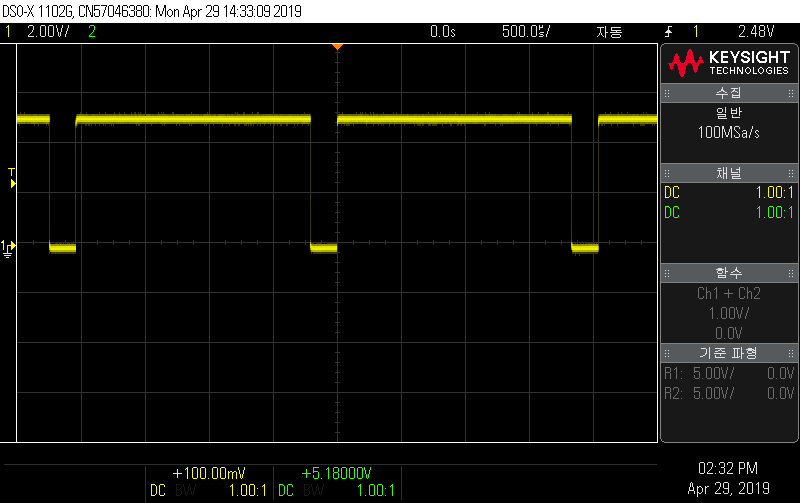 DSO-X 1102G, CN57046380: Mon Apr 29 14:33:09 2019
1 2.00V/ 2 0.0s 500.0㎲/ 자동 1 2.48V
KEYSIGHT
TECHNOLOGIES
수집
일반
100MSa/s
T
채널
DC 1.00:1
DC 1.00:1
1
함수
Ch1 + Ch2
1.00V/
0.0V
기준 파형
R1: 5.00V/ 0.0V
R2: 5.00V/ 0.0V
+100.00mV +5.18000V
DC BW 1.00:1 DC BW 1.00:1
02:32 PM
Apr 29, 2019